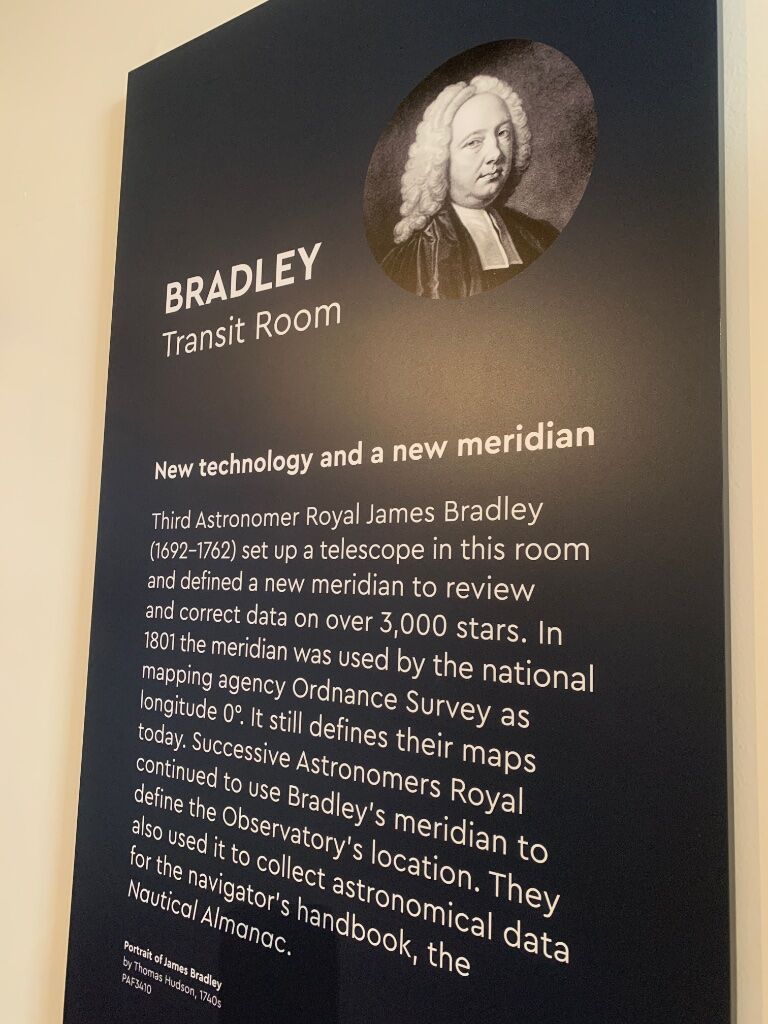 BRADLEY
Transit Room
New technology and a new meridian
Third Astronomer Royal James Bradley
(1692–1762) set up a telescope in this room
and defined a new meridian to review
and correct data on over 3,000 stars. In
1801 the meridian was used by the national
mapping agency Ordnance Survey as
longitude 0°. It still defines their maps
today. Successive Astronomers Royal
continued to use Bradley's meridian to
define the Observatory's location. They
also used it to collect astronomical data
for the navigator's handbook, the
Nautical Almanac.
Portrait of James Bradley
by Thomas Hudson, 1740s
PAF3410